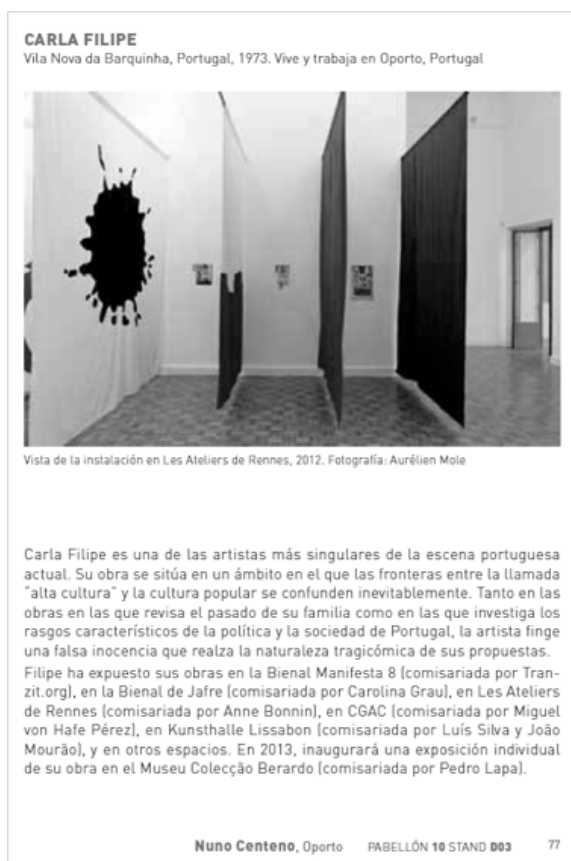 CARLA FILIPE
Vila Nova da Barquinha, Portugal, 1973. Vive y trabaja en Oporto, Portugal
Vista de la instalación en Les Ateliers de Rennes, 2012. Fotografía: Aurélien Mole
Carla Filipe es una de las artistas más singulares de la escena portuguesa
actual. Su obra se sitúa en un ámbito en el que las fronteras entre la llamada
"alta cultura" y la cultura popular se confunden inevitablemente. Tanto en las
obras en las que revisa el pasado de su familia como en las que investiga los
rasgos característicos de la política y la sociedad de Portugal, la artista finge
una falsa inocencia que realza la naturaleza tragicómica de sus propuestas.
Filipe ha expuesto sus obras en la Bienal Manifesta 8 (comisariada por Tran-
zit.org), en la Bienal de Jafre (comisariada por Carolina Grau), en Les Ateliers
de Rennes (comisariada por Anne Bonnin), en CGAC (comisariada por Miguel
von Hafe Pérez), en Kunsthalle Lissabon (comisariada por Luís Silva y João
Mourão), y en otros espacios. En 2013, inaugurará una exposición individual
de su obra en el Museu Colecção Berardo (comisariada por Pedro Lapa).
Nuno Centeno, Oporto PABELLÓN 10 STAND D03 77